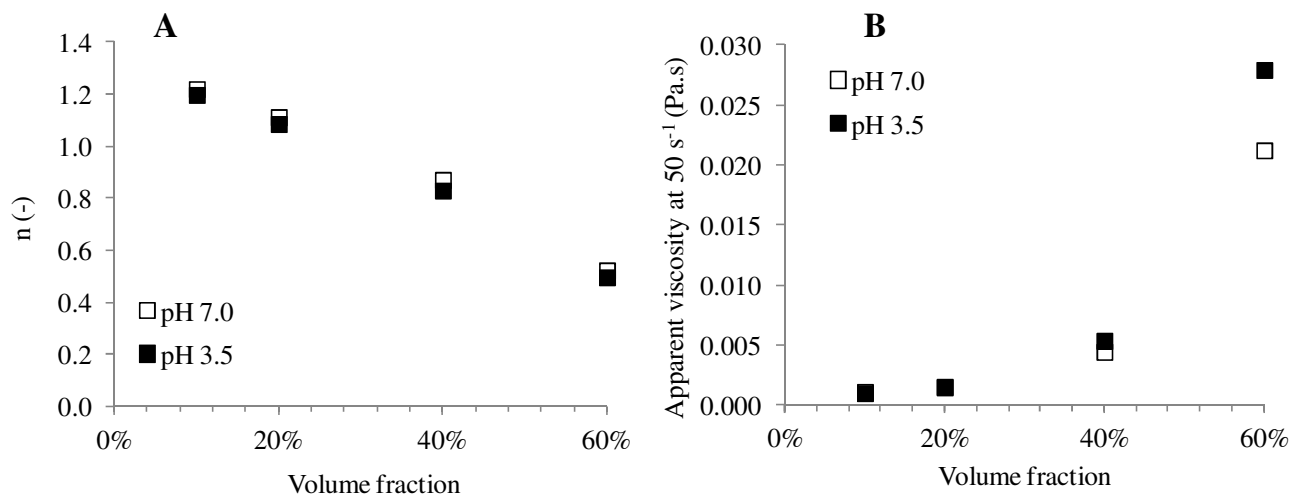 A
1.4
1.2
1.0
0.8
0.6
0.4
0.2
0.0
n (-)
pH 7.0
pH 3.5
0%
20%
40%
60%
Volume fraction
B
0.030
0.025
0.020
0.015
0.010
0.005
0.000
Apparent viscosity at 50 s⁻¹ (Pa.s)
pH 7.0
pH 3.5
0%
20%
40%
60%
Volume fraction